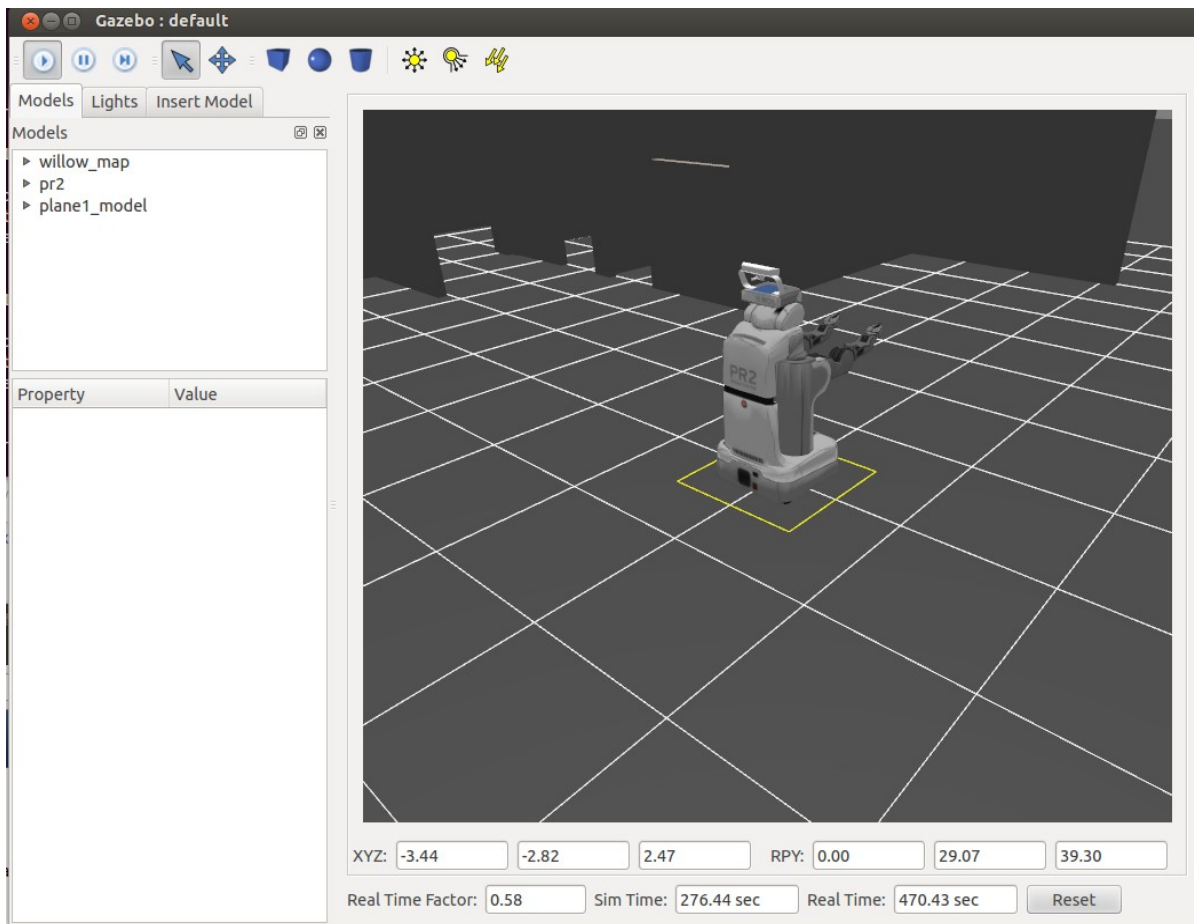 Gazebo : default
Models Lights Insert Model
Models
willow_map
pr2
plane1_model
Property Value
PR2
XYZ: -3.44 -2.82 2.47 RPY: 0.00 29.07 39.30
Real Time Factor: 0.58 Sim Time: 276.44 sec Real Time: 470.43 sec Reset